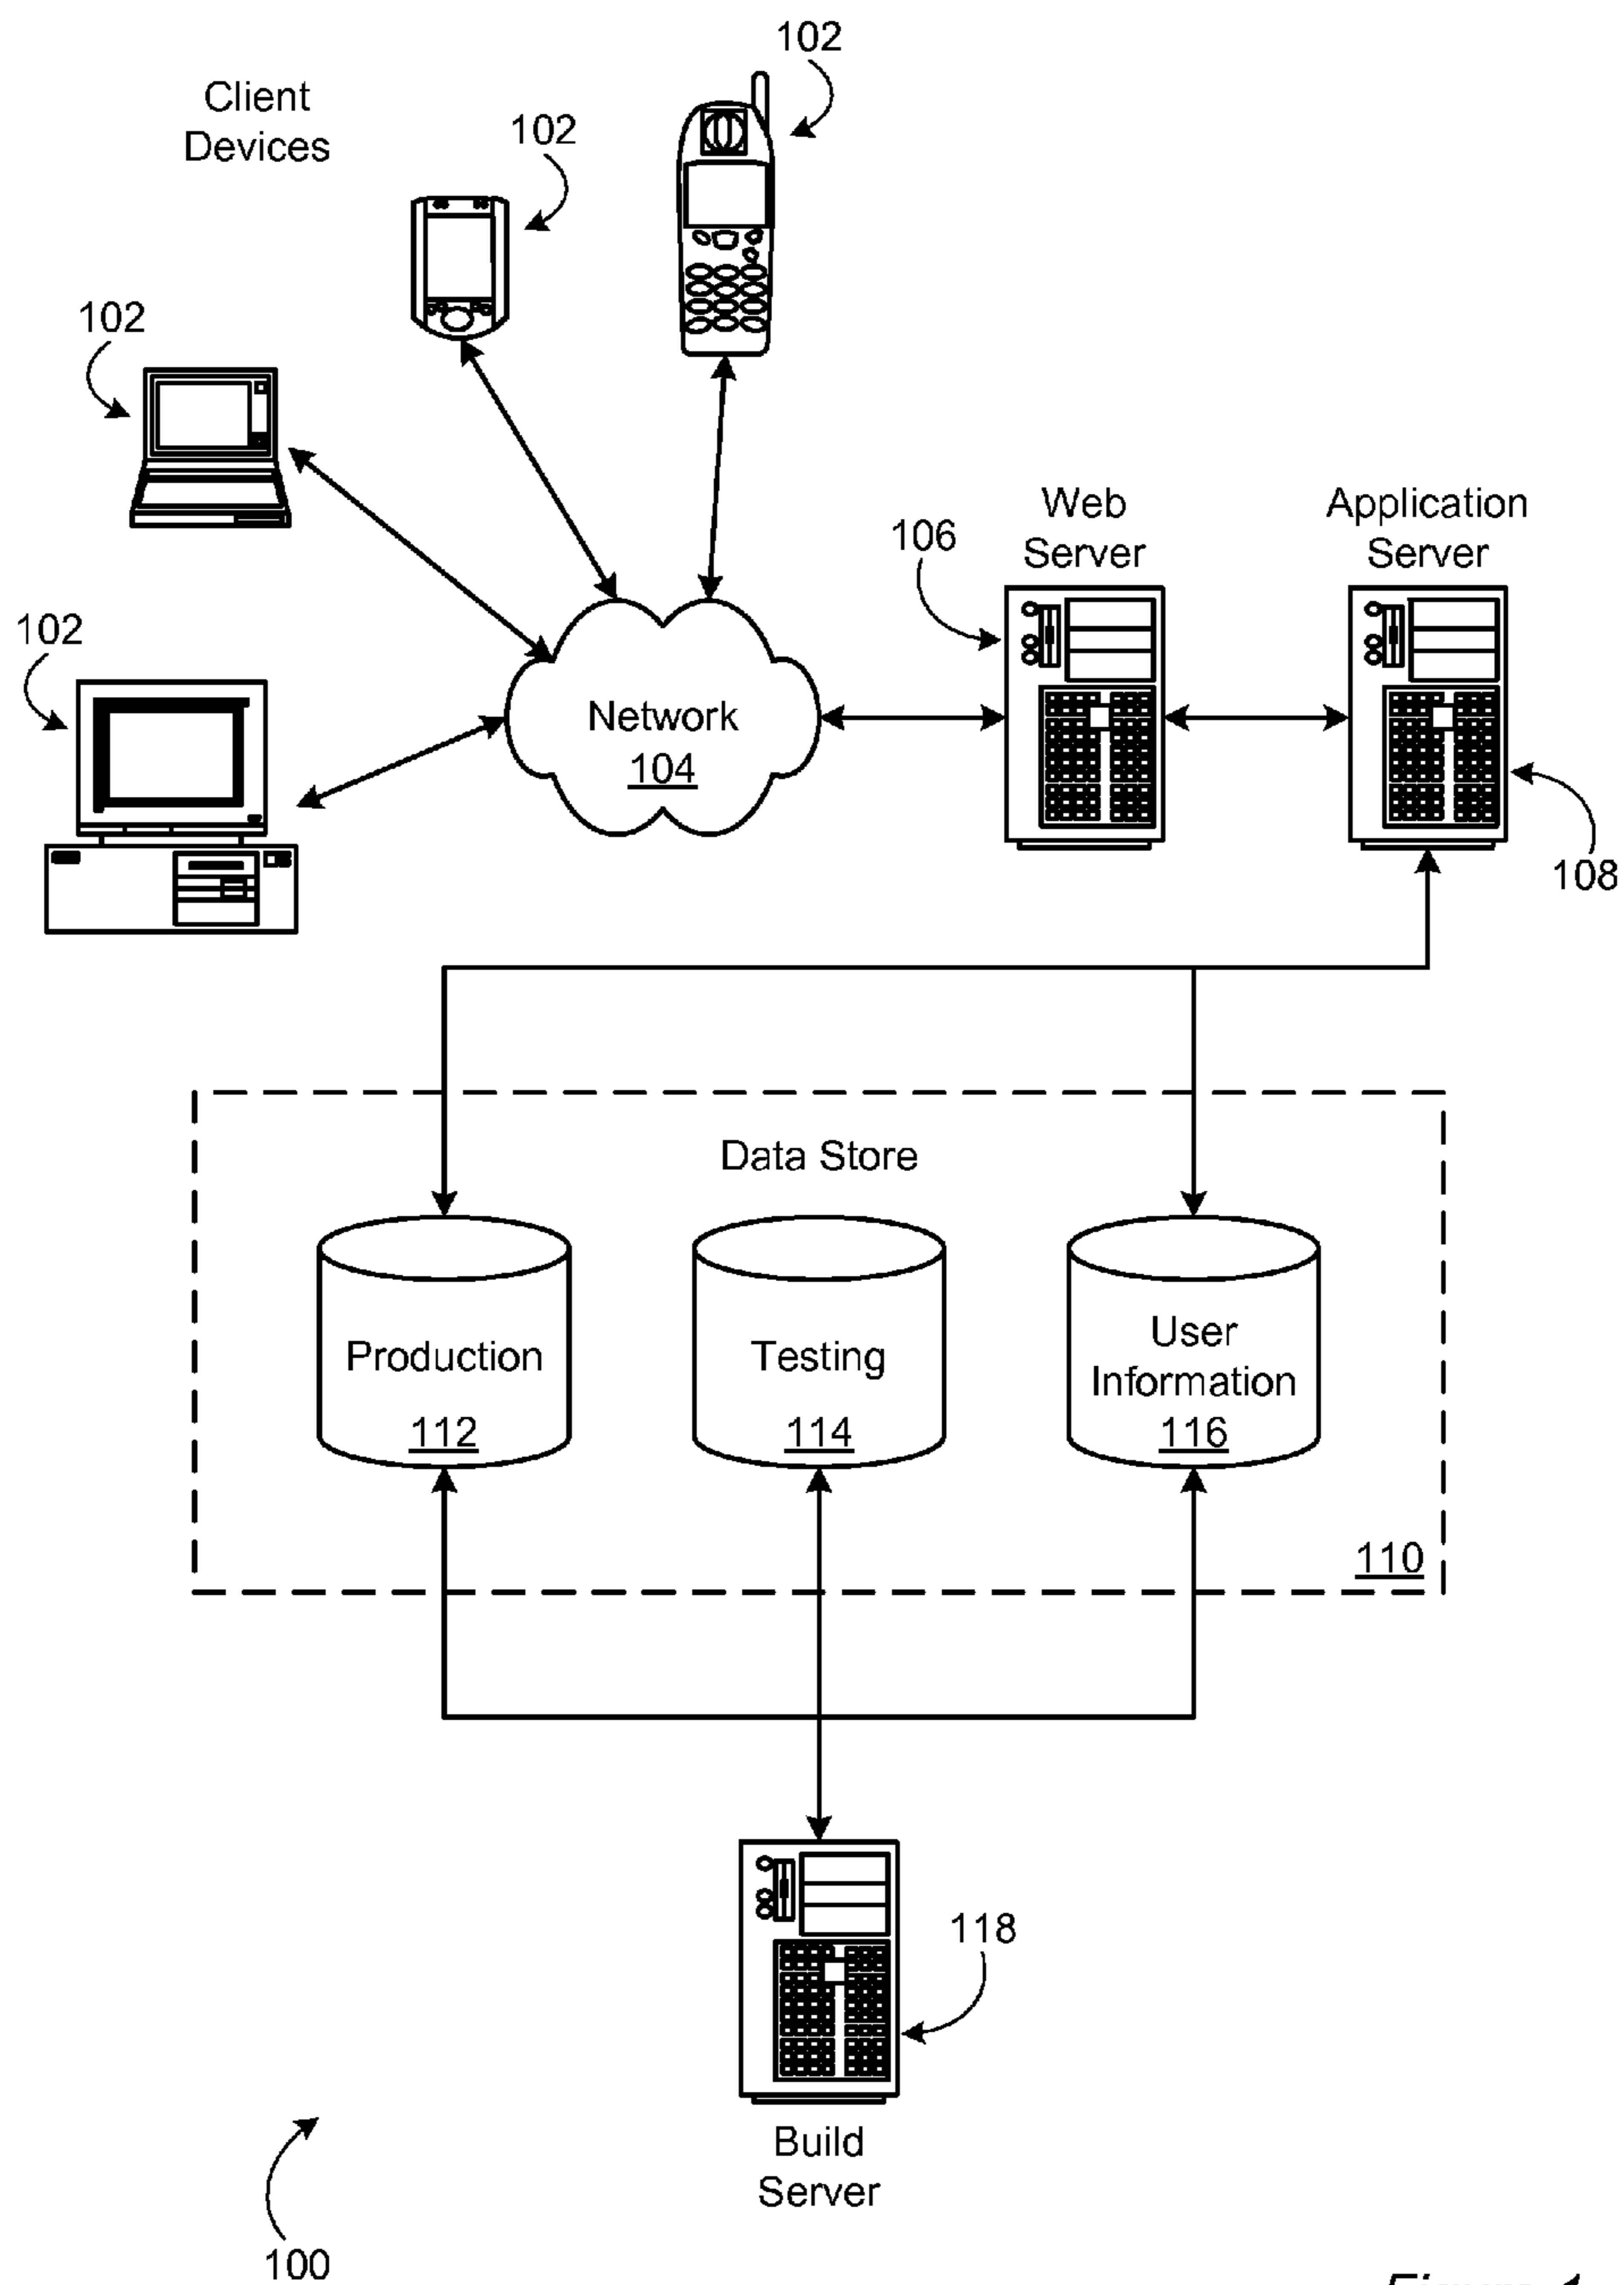 102
Client
Devices
102
102
102
Web
Server
Application
Server
106
Network
104
108
Data Store
Production
112
Testing
114
User
Information
116
110
118
Build
Server
100